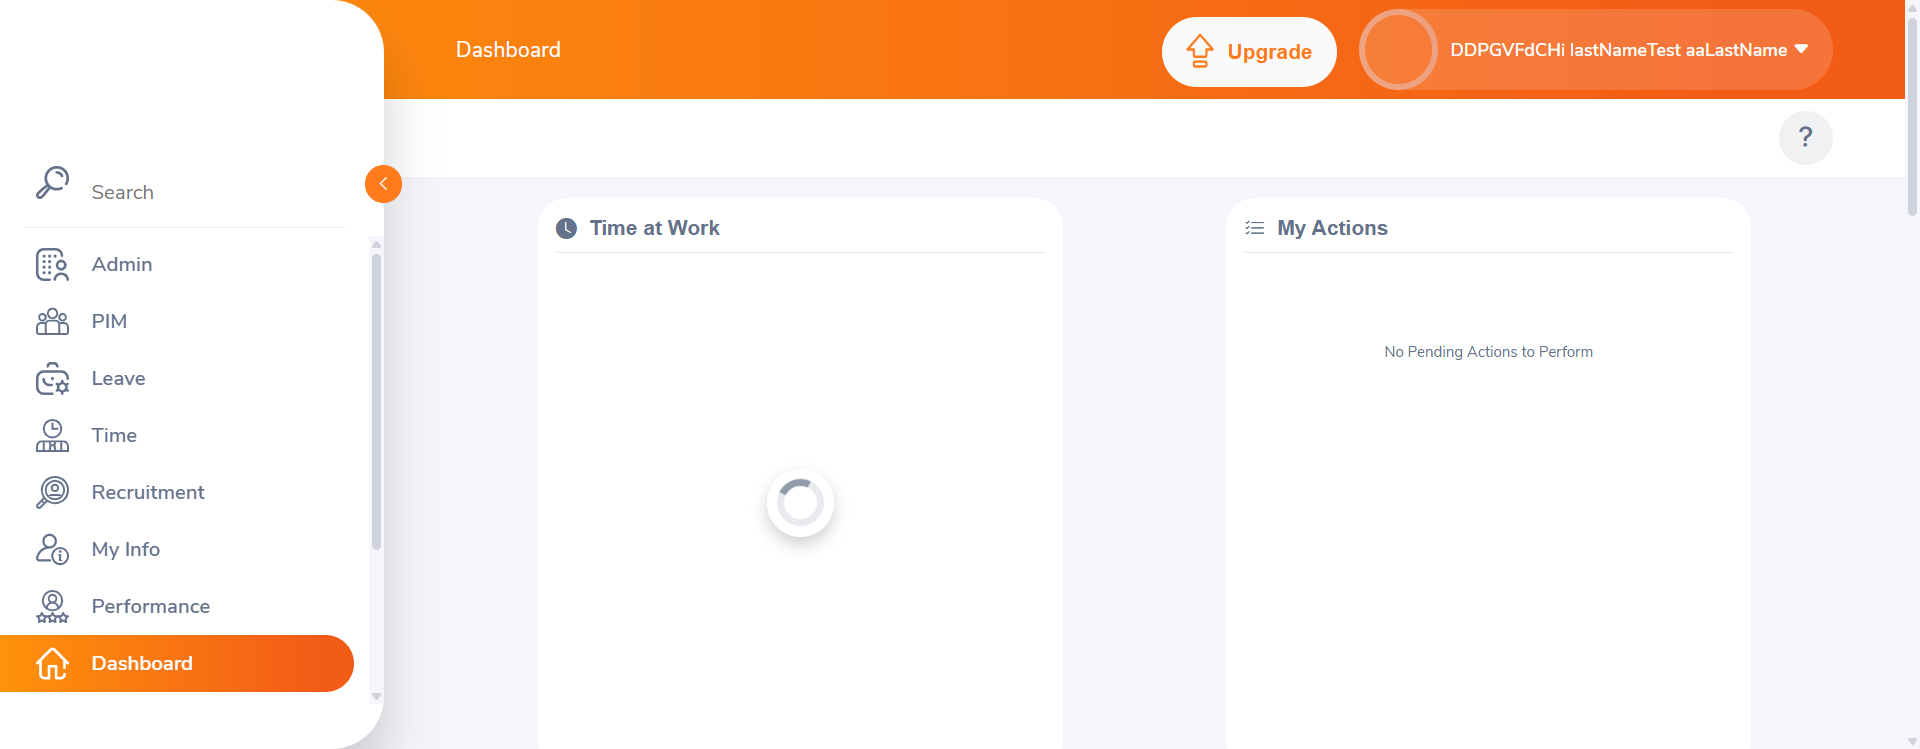 Dashboard
Upgrade
DDPGVFdCHi lastNameTest aaLastName
?
Search
Admin
PIM
Leave
Time
Recruitment
My Info
Performance
Dashboard
Time at Work
My Actions
No Pending Actions to Perform